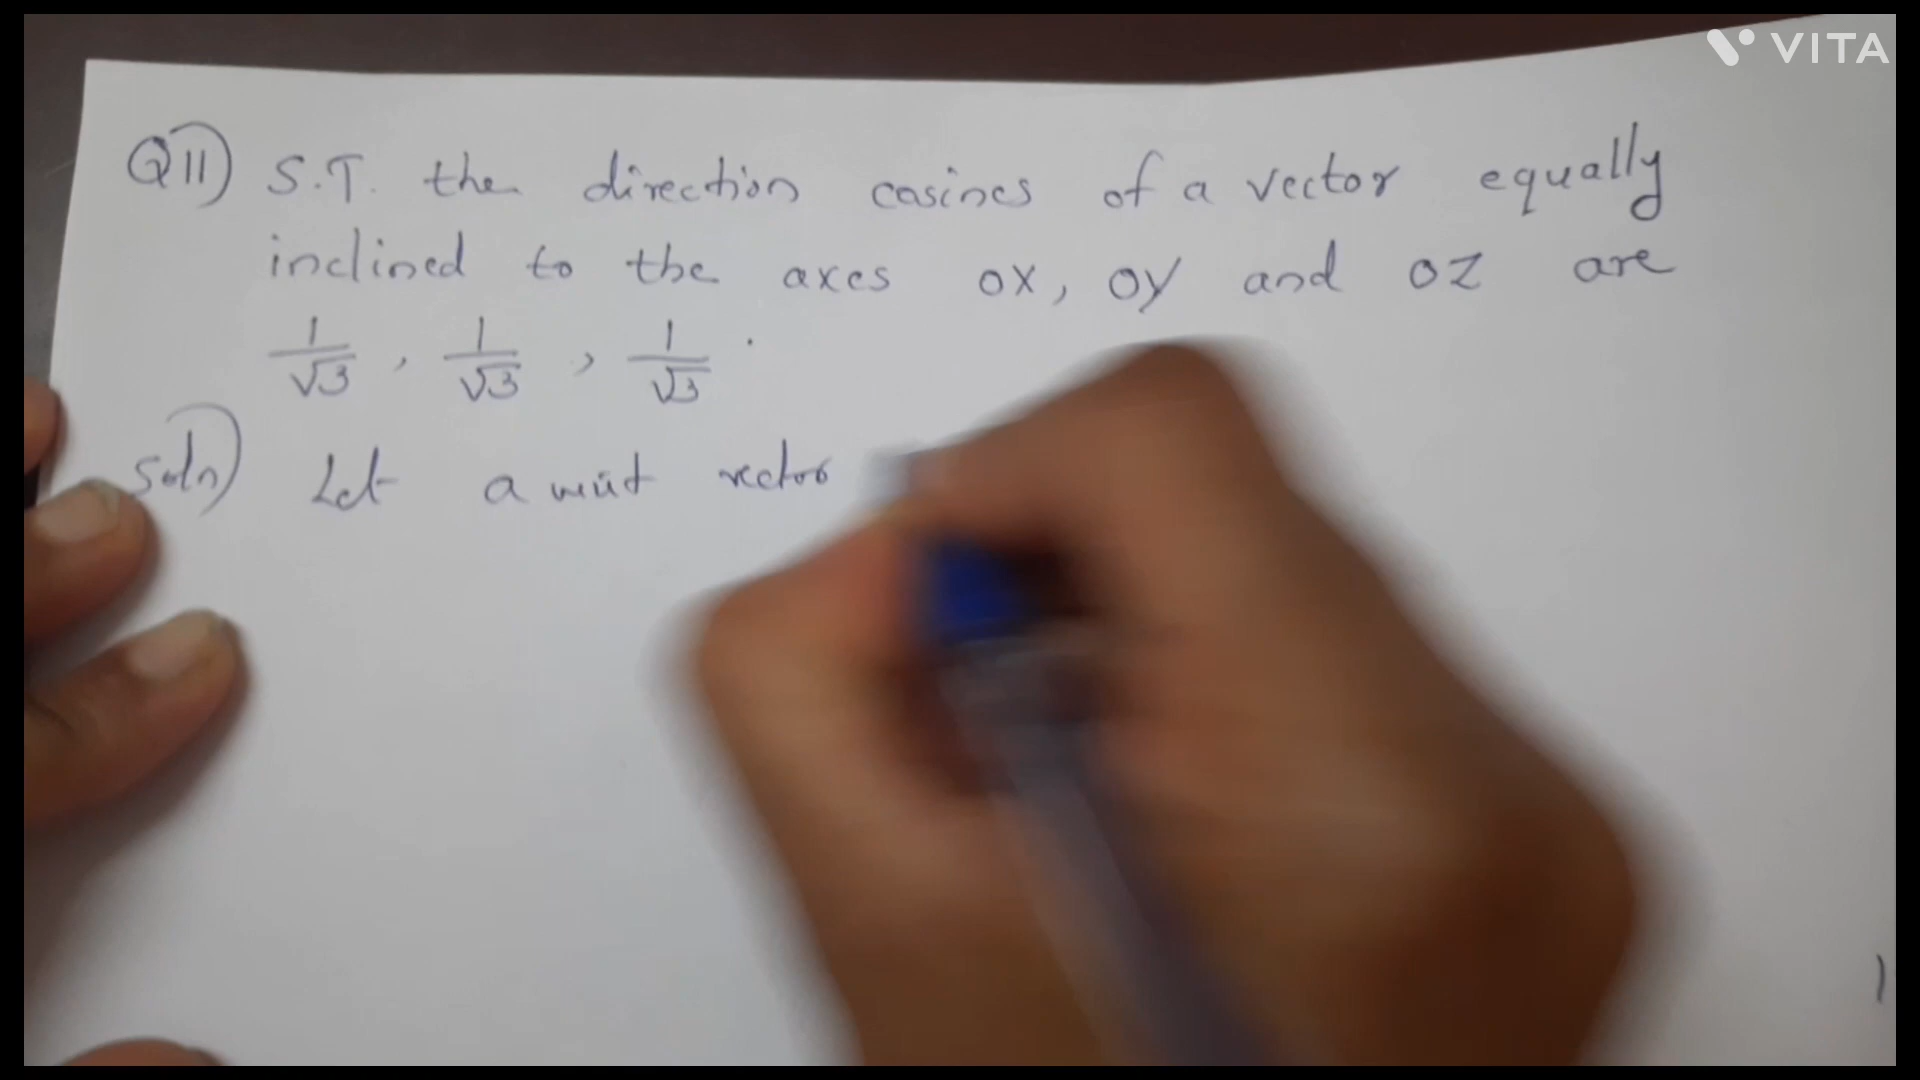 VITA
Q11) S.T. the direction cosines of a vector equally
inclined to the axes OX, OY and OZ are
1/√3, 1/√3, 1/√3.
Soln) Let a unit vector